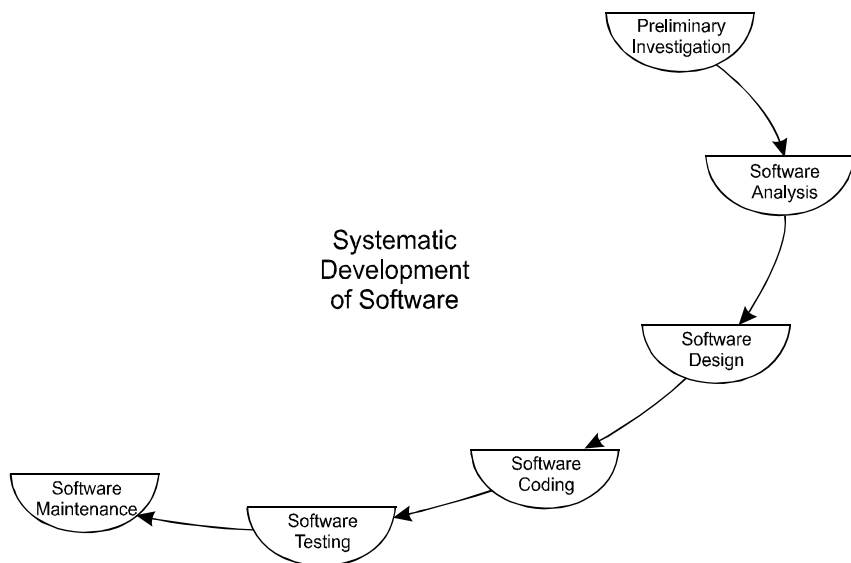 Preliminary
Investigation
Software
Analysis
Systematic
Development
of Software
Software
Design
Software
Coding
Software
Testing
Software
Maintenance